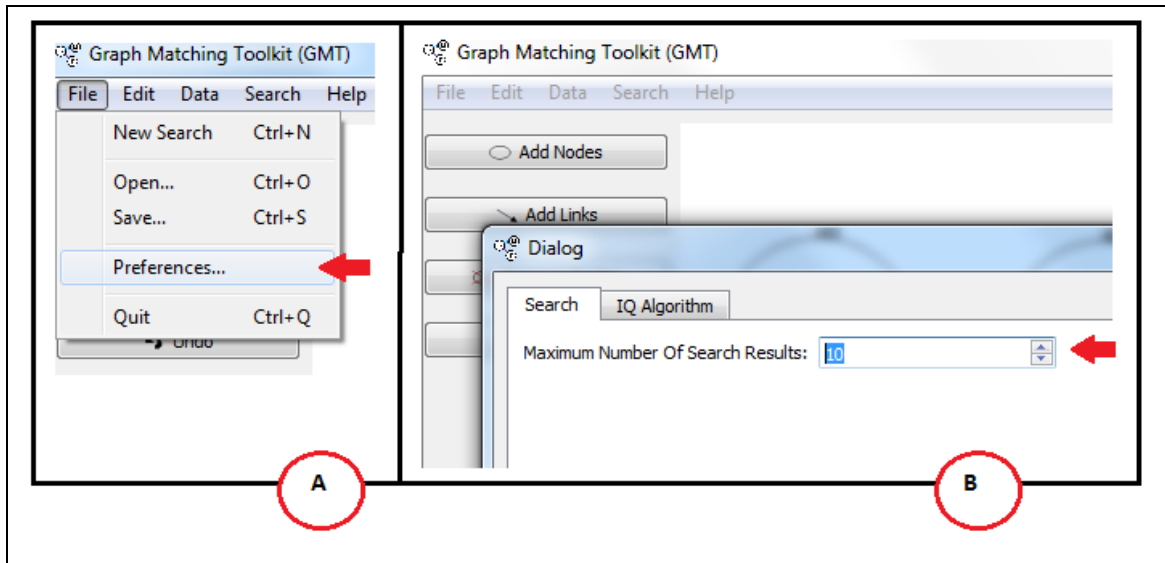 Graph Matching Toolkit (GMT)
File Edit Data Search Help
New Search Ctrl+N
Open... Ctrl+O
Save... Ctrl+S
Preferences...
Quit Ctrl+Q
Undo
A
Graph Matching Toolkit (GMT)
File Edit Data Search Help
Add Nodes
Add Links
Dialog
Search IQ Algorithm
Maximum Number Of Search Results: 10
B